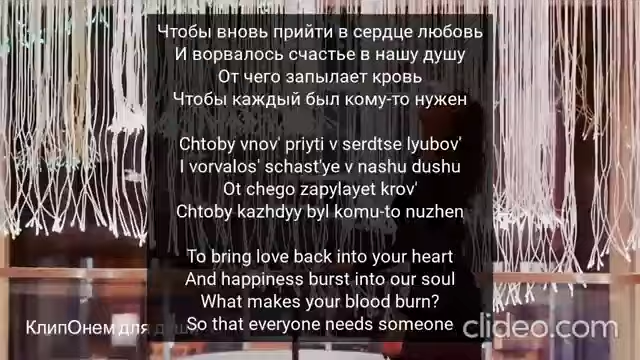 Чтобы вновь прийти в сердце любовь
И ворвалось счастье в нашу душу
От чего запылает кровь
Чтобы каждый был кому-то нужен
Chtoby vnov' priyti v serdtse lyubov'
I vorvalos' schast'ye v nashu dushu
Ot chego zapylayet krov'
Chtoby kazhdyy byl komu-to nuzhen
To bring love back into your heart
And happiness burst into our soul
What makes your blood burn?
So that everyone needs someone
КлипОнем для
clideo.com